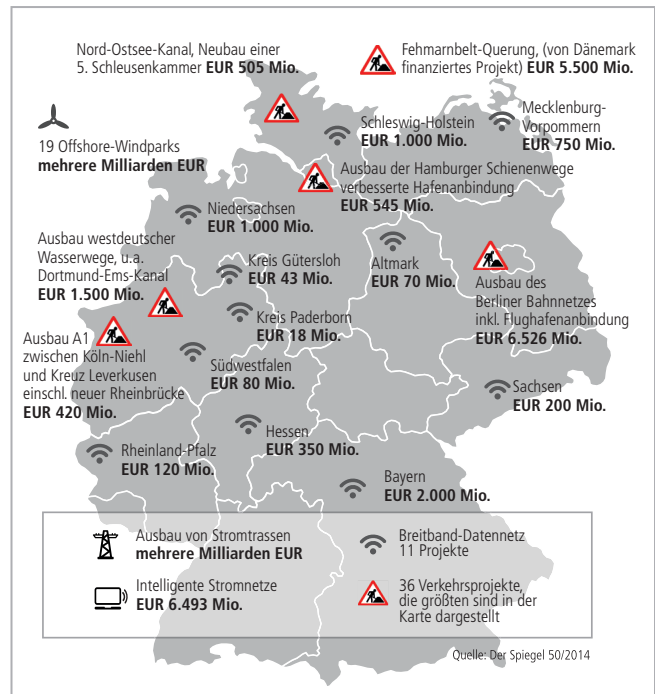 Nord-Ostsee-Kanal, Neubau einer
5. Schleusenkammer EUR 505 Mio.
Fehmarnbelt-Querung, (von Dänemark
finanziertes Projekt) EUR 5.500 Mio.
19 Offshore-Windparks
mehrere Milliarden EUR
Schleswig-Holstein
EUR 1.000 Mio.
Mecklenburg-
Vorpommern
EUR 750 Mio.
Ausbau der Hamburger Schienenwege
verbesserte Hafenanbindung
EUR 545 Mio.
Niedersachsen
EUR 1.000 Mio.
Ausbau westdeutscher
Wasserwege, u.a.
Dortmund-Ems-Kanal
EUR 1.500 Mio.
Kreis Gütersloh
EUR 43 Mio.
Altmark
EUR 70 Mio.
Ausbau des
Berliner Bahnnetzes
inkl. Flughafenanbindung
EUR 6.526 Mio.
Kreis Paderborn
EUR 18 Mio.
Ausbau A1
zwischen Köln-Niehl
und Kreuz Leverkusen
einschl. neuer Rheinbrücke
EUR 420 Mio.
Südwestfalen
EUR 80 Mio.
Sachsen
EUR 200 Mio.
Hessen
EUR 350 Mio.
Rheinland-Pfalz
EUR 120 Mio.
Bayern
EUR 2.000 Mio.
Ausbau von Stromtrassen
mehrere Milliarden EUR
Breitband-Datennetz
11 Projekte
Intelligente Stromnetze
EUR 6.493 Mio.
36 Verkehrsprojekte,
die größten sind in der
Karte dargestellt
Quelle: Der Spiegel 50/2014